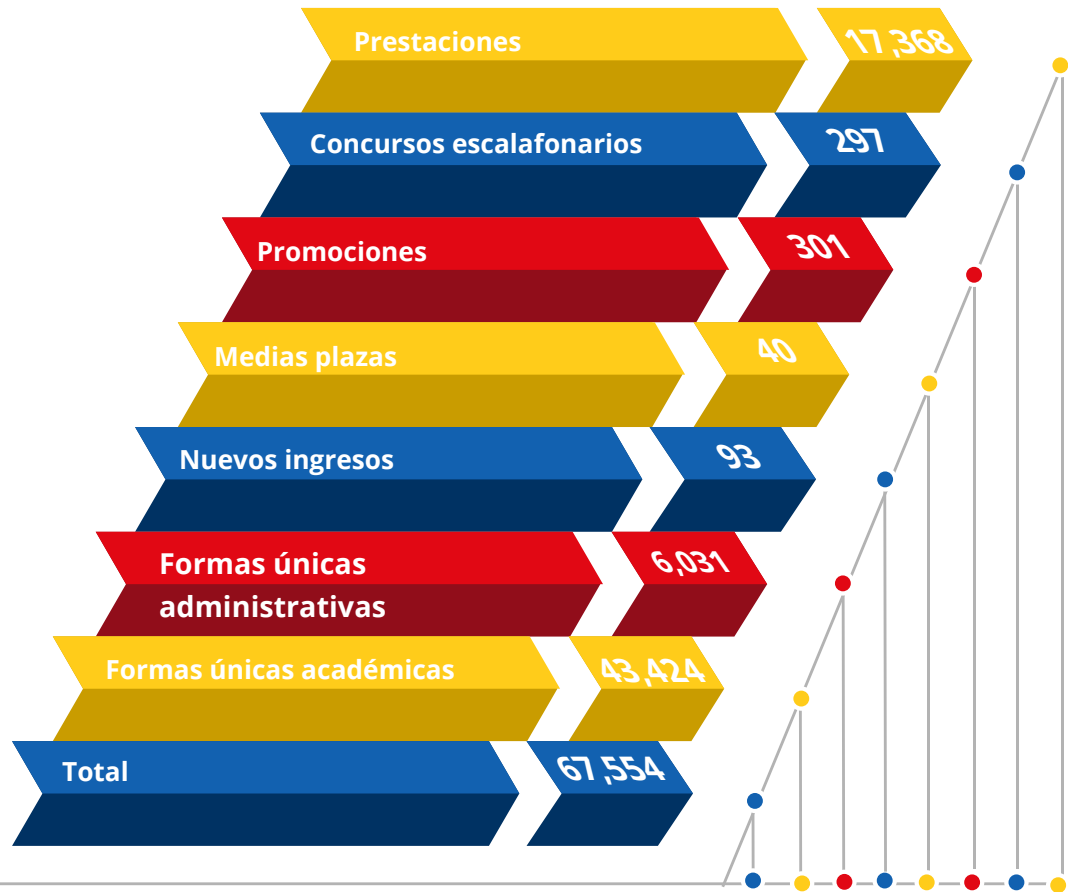 Prestaciones 17,368
Concursos escalafonarios 297
Promociones 301
Medias plazas 40
Nuevos ingresos 93
Formas únicas
administrativas 6,031
Formas únicas académicas 43,424
Total 67,554